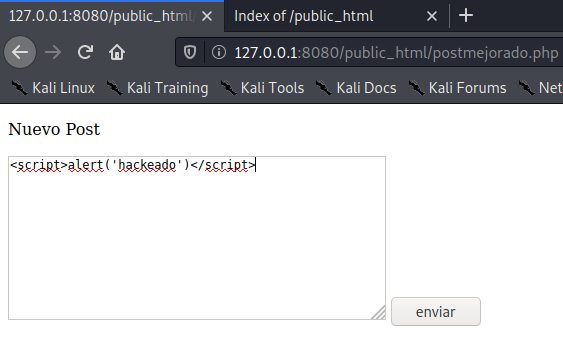 127.0.0.1:8080/public_html
Index of /public_html
127.0.0.1:8080/public_html/postmejorado.php
Kali Linux
Kali Training
Kali Tools
Kali Docs
Kali Forums
Net
Nuevo Post
<script>alert('hackeado')</script>
enviar